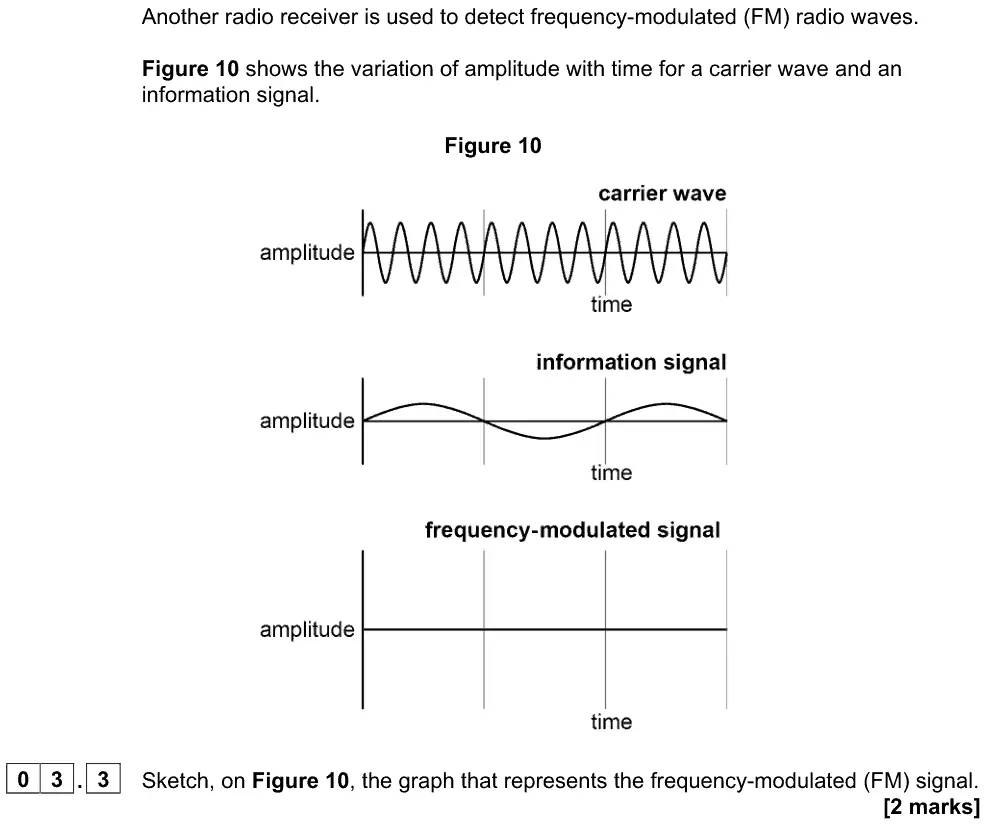 Another radio receiver is used to detect frequency-modulated (FM) radio waves.
Figure 10 shows the variation of amplitude with time for a carrier wave and an
information signal.
Figure 10
carrier wave
amplitude
time
information signal
amplitude
time
frequency-modulated signal
amplitude
time
0 3 . 3 Sketch, on Figure 10, the graph that represents the frequency-modulated (FM) signal.
[2 marks]